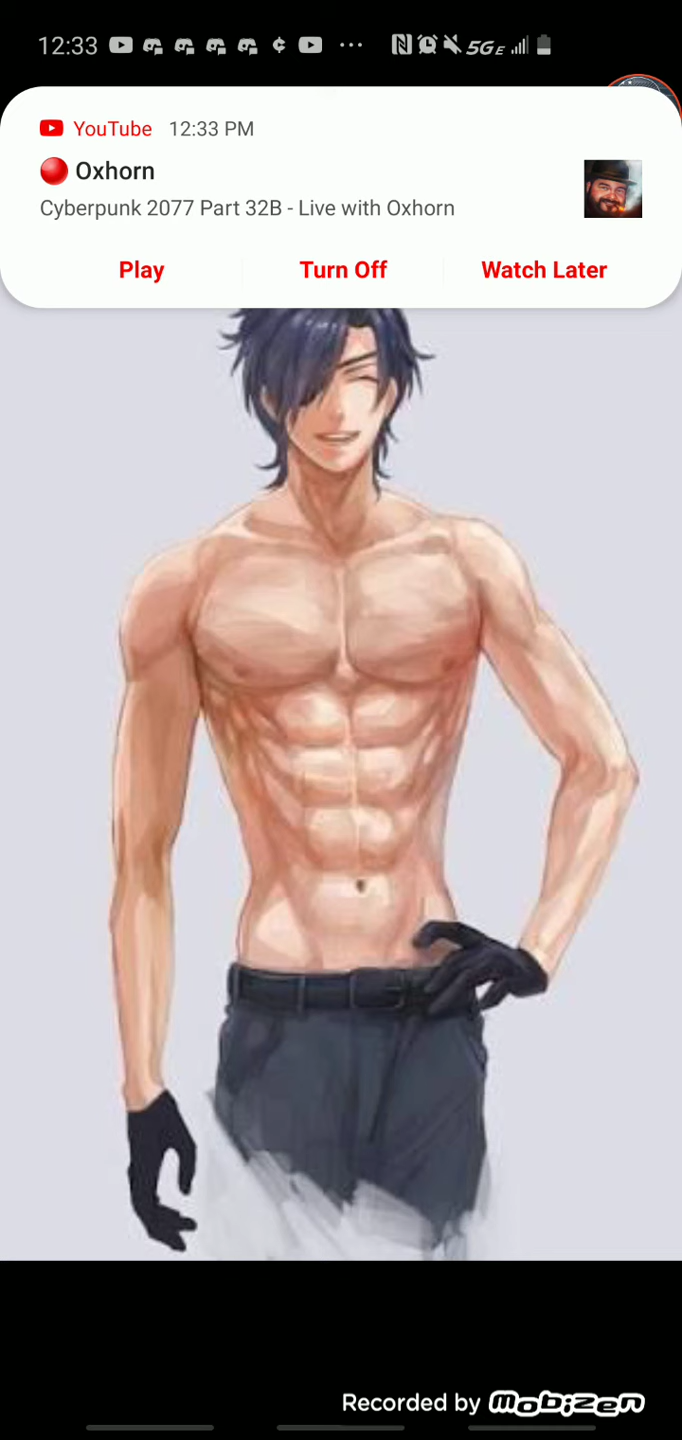 12:33 5GE
YouTube 12:33 PM
Oxhorn
Cyberpunk 2077 Part 32B - Live with Oxhorn
Play Turn Off Watch Later
Recorded by mobizen